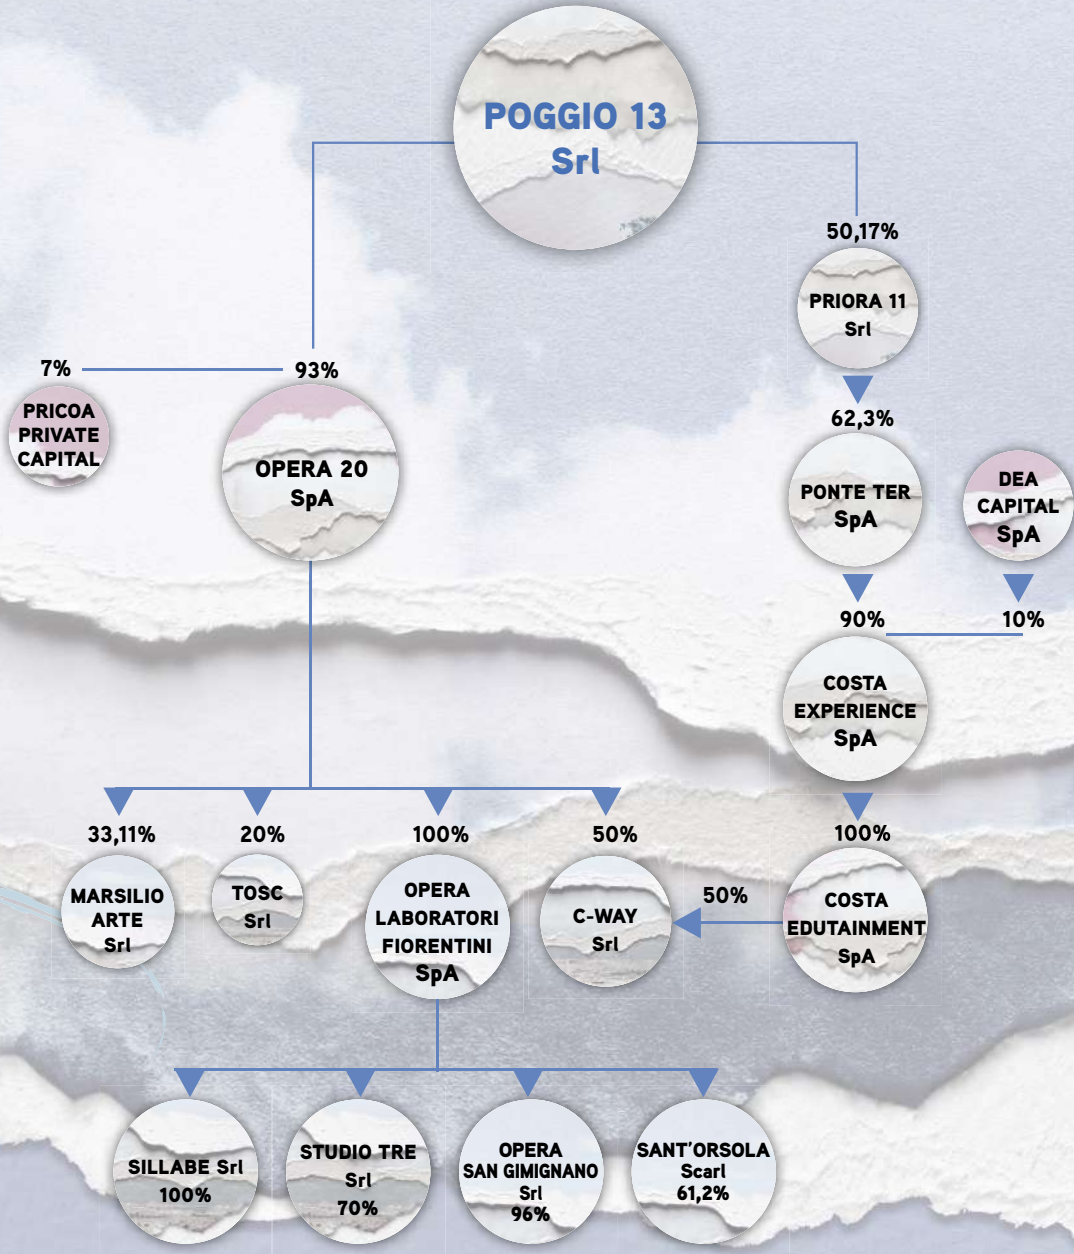 POGGIO 13
Srl
50,17%
PRIORA 11
Srl
7%
93%
PRICOA
PRIVATE
CAPITAL
OPERA 20
SpA
62,3%
PONTE TER
SpA
DEA
CAPITAL
SpA
90%
10%
COSTA
EXPERIENCE
SpA
33,11%
20%
100%
50%
100%
MARSILIO
ARTE
Srl
TOSC
Srl
OPERA
LABORATORI
FIORENTINI
SpA
C-WAY
Srl
50%
COSTA
EDUTAINMENT
SpA
SILLABE Srl
100%
STUDIO TRE
Srl
70%
OPERA
SAN GIMIGNANO
Srl
96%
SANT'ORSOLA
Scarl
61,2%